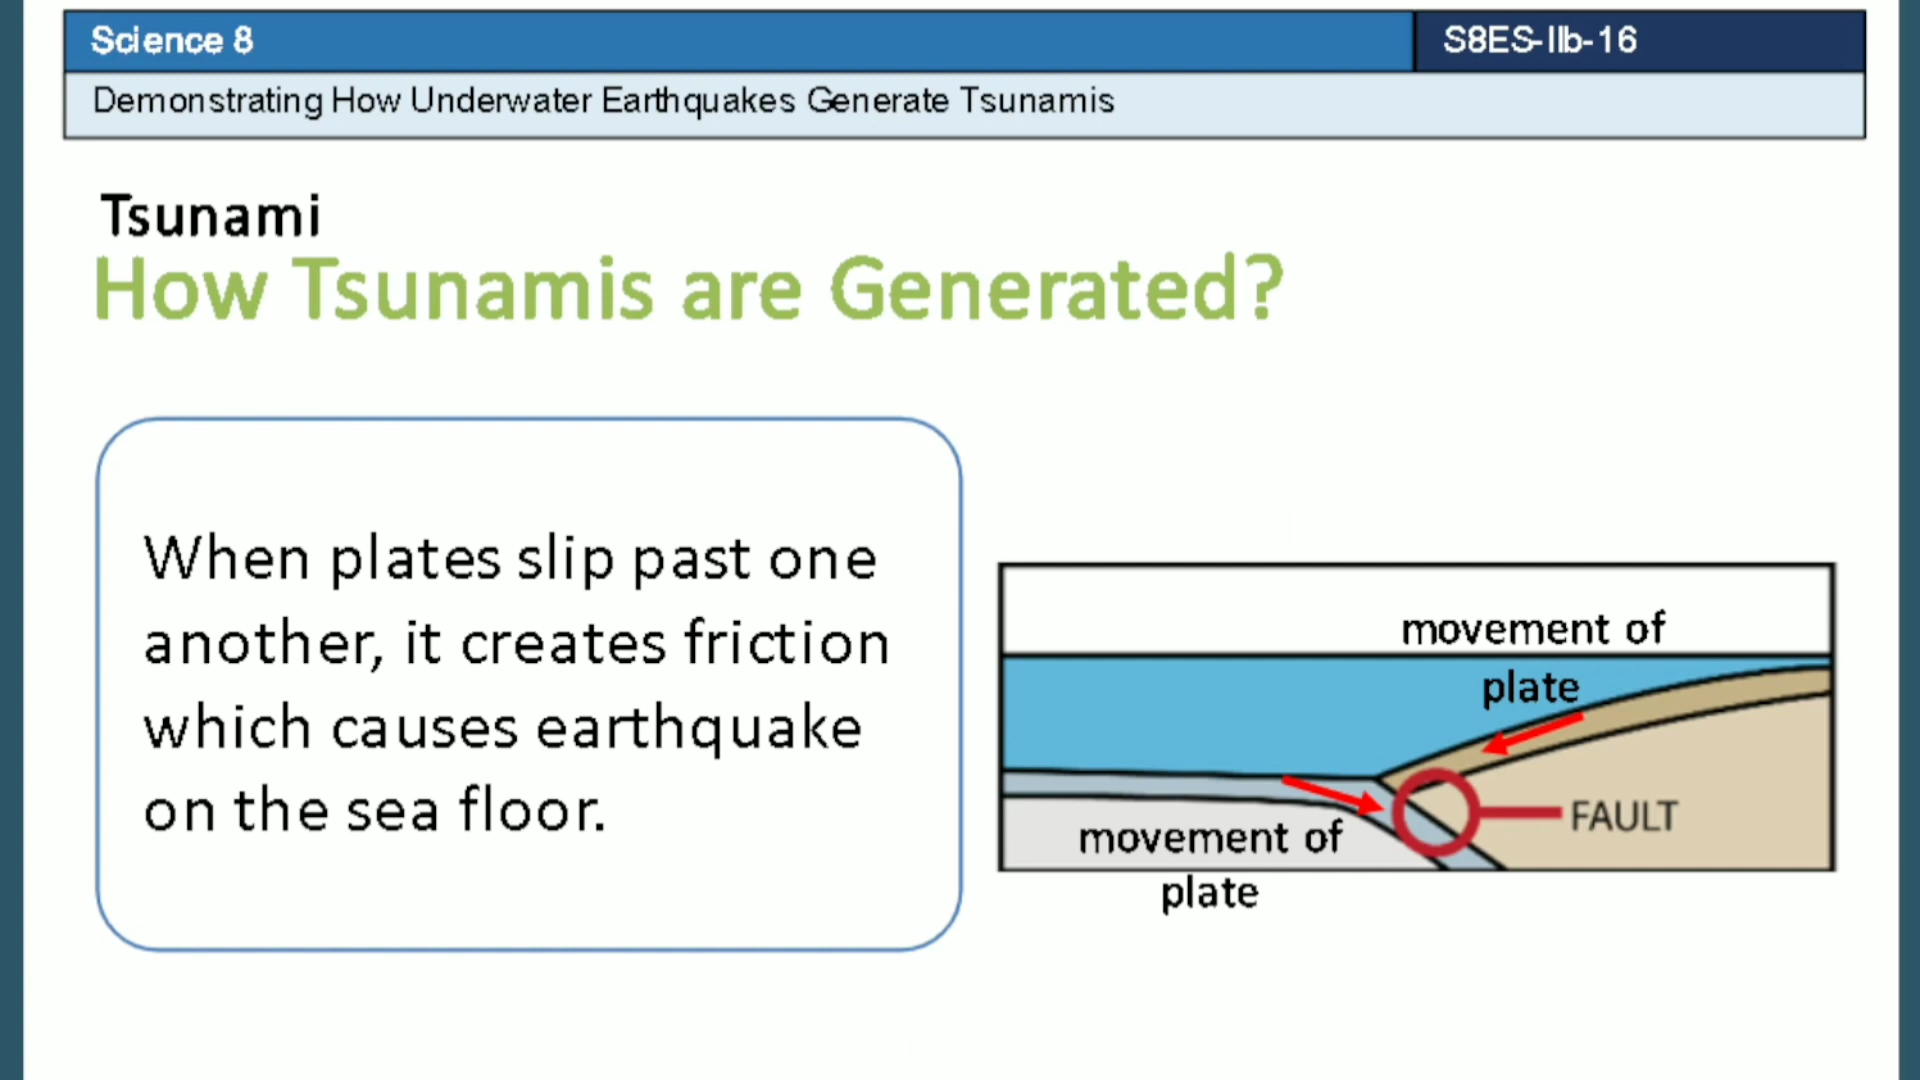 Science 8
S8ES-IIb-16
Demonstrating How Underwater Earthquakes Generate Tsunamis
Tsunami
How Tsunamis are Generated?
When plates slip past one
another, it creates friction
which causes earthquake
on the sea floor.
movement of
plate
FAULT
movement of
plate